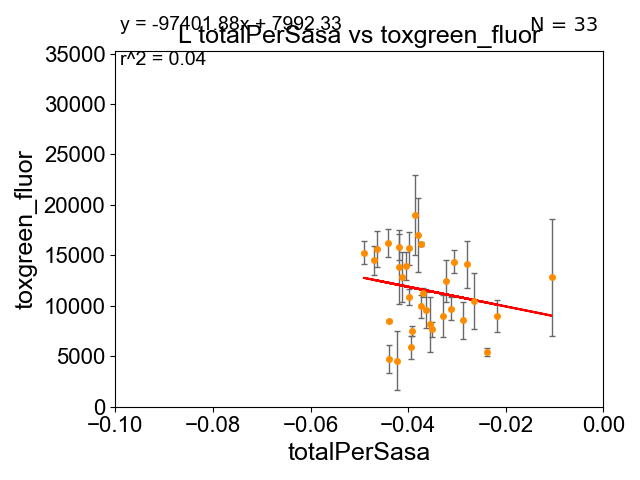 y = -97401.88x + 7992.33
N = 33
L totalPerSasa vs toxgreen_fluor
r^2 = 0.04
35000
30000
25000
20000
15000
10000
5000
0
toxgreen_fluor
−0.10
−0.08
−0.06
−0.04
−0.02
0.00
totalPerSasa